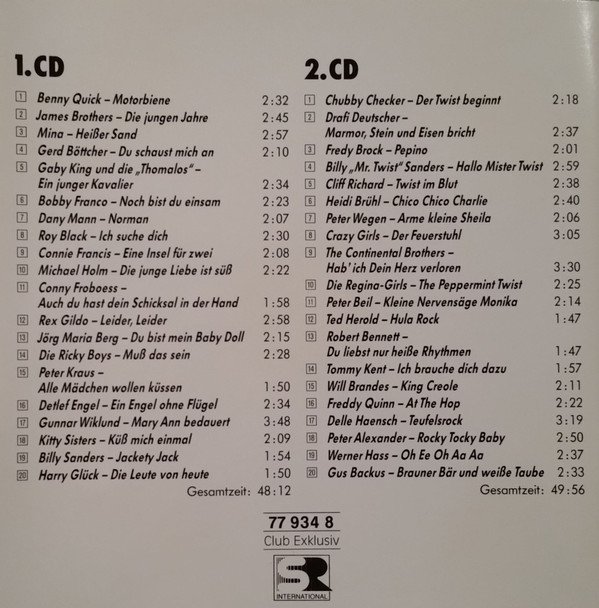 1.CD
1 Benny Quick – Motorbiene 2:32
2 James Brothers – Die jungen Jahre 2:45
3 Mina – Heißer Sand 2:57
4 Gerd Böttcher – Du schaust mich an 2:10
5 Gaby King und die „Thomalos“ –
Ein junger Kavalier 2:34
6 Bobby Franco – Noch bist du einsam 2:23
7 Dany Mann – Norman 2:07
8 Roy Black – Ich suche dich 2:30
9 Connie Francis – Eine Insel für zwei 2:08
10 Michael Holm – Die junge Liebe ist süß 2:22
11 Conny Froboess –
Auch du hast dein Schicksal in der Hand 1:58
12 Rex Gildo – Leider, Leider 2:58
13 Jörg Maria Berg – Du bist mein Baby Doll 2:15
14 Die Ricky Boys – Muß das sein 2:28
15 Peter Kraus –
Alle Mädchen wollen küssen 1:50
16 Detlef Engel – Ein Engel ohne Flügel 2:34
17 Gunnar Wiklund – Mary Ann bedauert 3:48
18 Kitty Sisters – Küß mich einmal 2:09
19 Billy Sanders – Jackety Jack 1:54
20 Harry Glück – Die Leute von heute 1:50
Gesamtzeit: 48:12
2.CD
1 Chubby Checker – Der Twist beginnt 2:18
2 Drafi Deutscher –
Marmor, Stein und Eisen bricht 2:37
3 Fredy Brock – Pepino 2:01
4 Billy „Mr. Twist“ Sanders – Hallo Mister Twist 2:59
5 Cliff Richard – Twist im Blut 2:38
6 Heidi Brühl – Chico Chico Charlie 2:40
7 Peter Wegen – Arme kleine Sheila 2:06
8 Crazy Girls – Der Feuerstuhl 3:05
9 The Continental Brothers –
Hab' ich Dein Herz verloren 3:30
10 Die Regina-Girls – The Peppermint Twist 2:25
11 Peter Beil – Kleine Nervensäge Monika 2:14
12 Ted Herold – Hula Rock 1:47
13 Robert Bennett –
Du liebst nur heiße Rhythmen 1:47
14 Tommy Kent – Ich brauche dich dazu 1:57
15 Will Brandes – King Creole 2:11
16 Freddy Quinn – At The Hop 2:22
17 Delle Haensch – Teufelsrock 3:19
18 Peter Alexander – Rocky Tocky Baby 2:50
19 Werner Hass – Oh Ee Oh Aa Aa 2:37
20 Gus Backus – Brauner Bär und weiße Taube 2:33
Gesamtzeit: 49:56
77 934 8
Club Exklusiv
SR
INTERNATIONAL